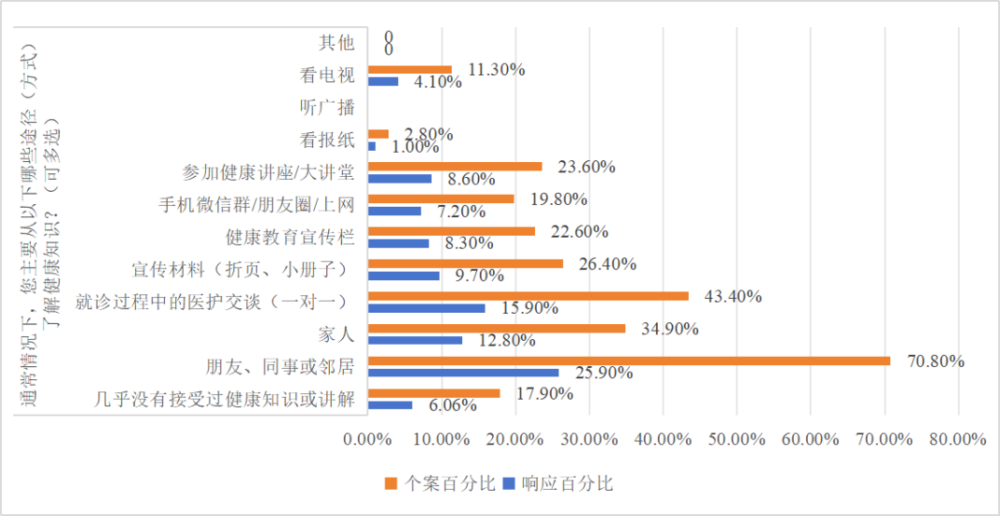 通常情况下，您主要从以下哪些途径（方式）
了解健康知识？（可多选）
其他
0
0
看电视
11.30%
4.10%
听广播
看报纸
2.80%
1.00%
参加健康讲座/大讲堂
23.60%
8.60%
手机微信群/朋友圈/上网
19.80%
7.20%
健康教育宣传栏
22.60%
8.30%
宣传材料（折页、小册子）
26.40%
9.70%
就诊过程中的医护交谈（一对一）
43.40%
15.90%
家人
34.90%
12.80%
朋友、同事或邻居
70.80%
25.90%
几乎没有接受过健康知识或讲解
17.90%
6.06%
0.00% 10.00% 20.00% 30.00% 40.00% 50.00% 60.00% 70.00% 80.00%
个案百分比 响应百分比